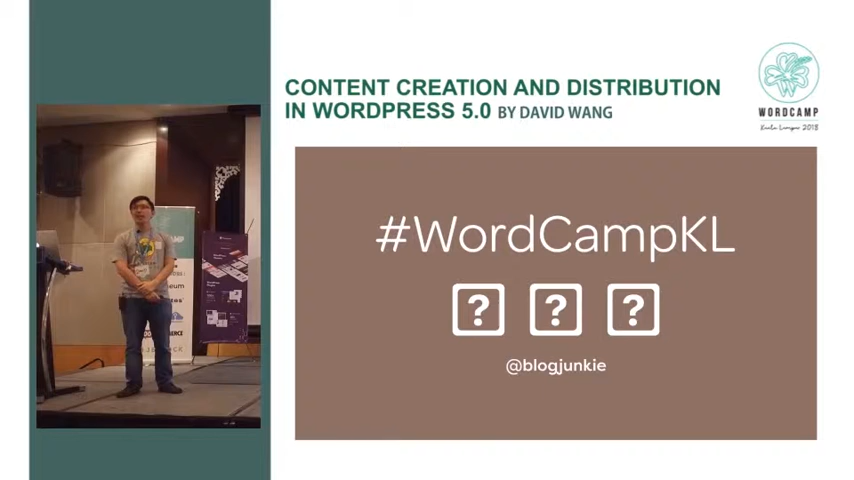 CONTENT CREATION AND DISTRIBUTION
IN WORDPRESS 5.0 BY DAVID WANG
WORDCAMP
Kuala Lumpur 2018
#WordCampKL
? ? ?
@blogjunkie